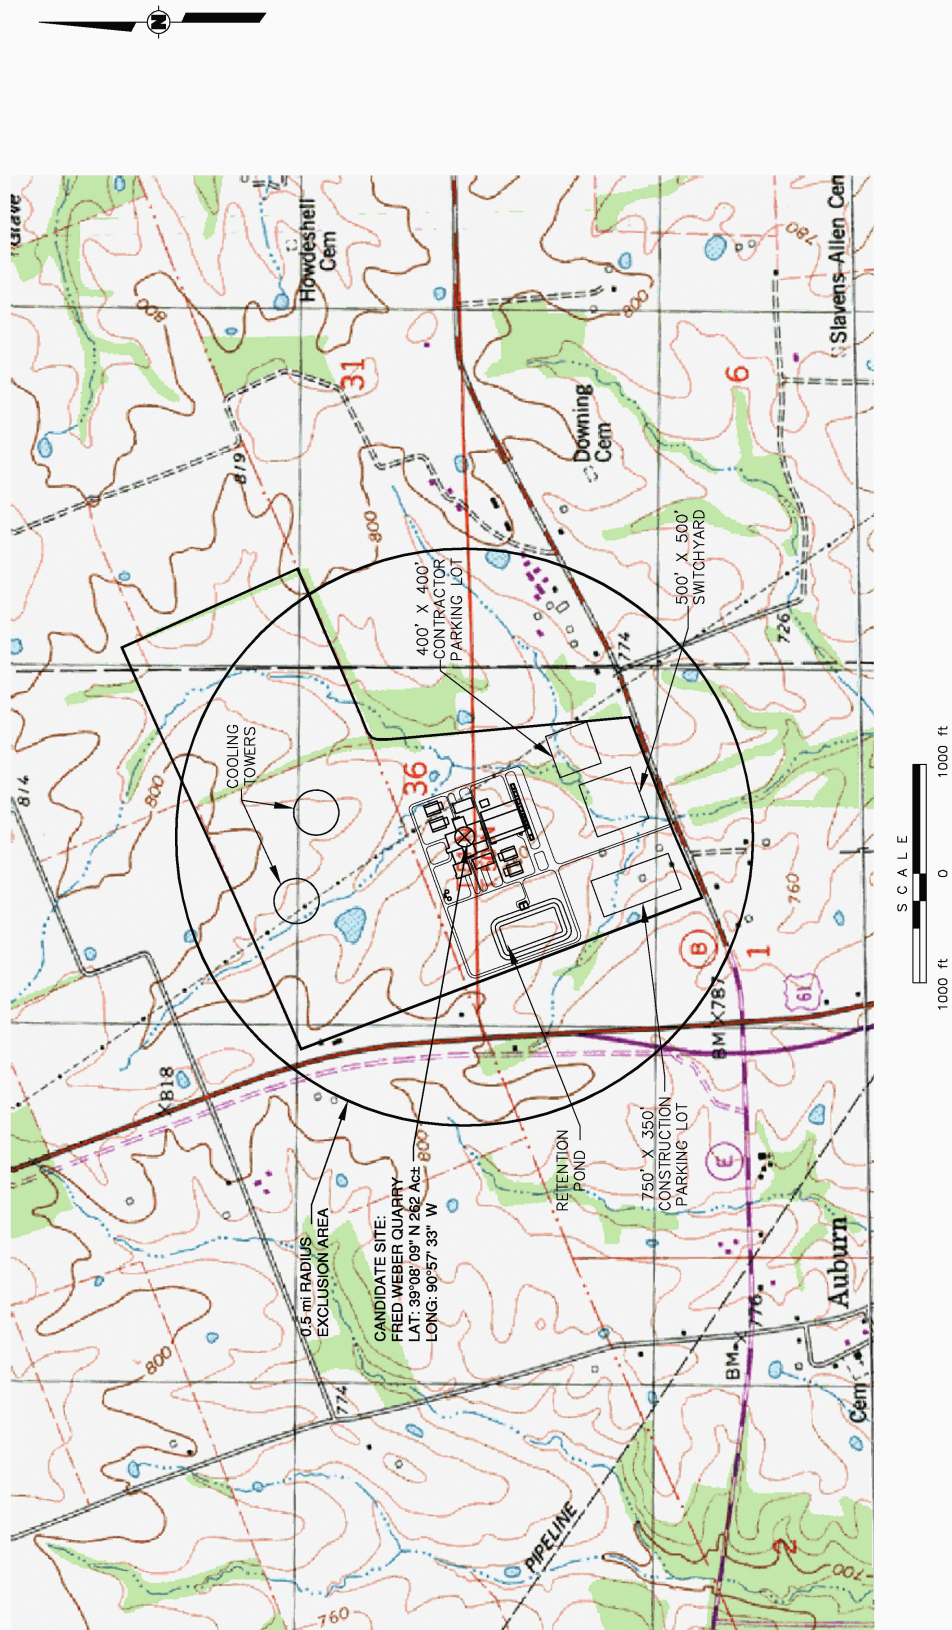 N
Howdeshell
Cem
Slavens-Allen Cem
800
780
800
31
6
819
Downing
Cem
800
400' X 400'
CONTRACTOR
PARKING LOT
500' X 500'
SWITCHYARD
774
726
COOLING
TOWERS
814
800
36
760
B
1
BM X787
61
X818
800
RETENTION
POND
750' X 350'
CONSTRUCTION
PARKING LOT
E
0.5 mi RADIUS
EXCLUSION AREA
CANDIDATE SITE:
FRED WEBER QUARRY
LAT: 39°08' 09" N 262 Ac±
LONG: 90°57' 33" W
Auburn
BM X 776
800
774
Cem
PIPELINE
2
700
760
1000 ft
0
1000 ft
SCALE